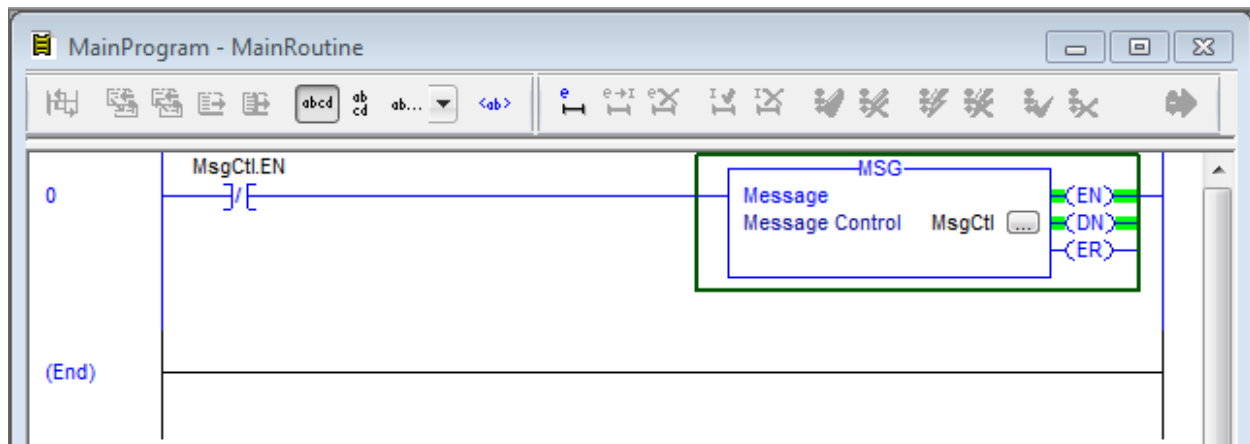 MainProgram - MainRoutine
abcd ab cd ab... <ab> e e→I e I I
MsgCtl.EN
0
MSG
Message
Message Control MsgCtl ...
(EN)
(DN)
(ER)
(End)